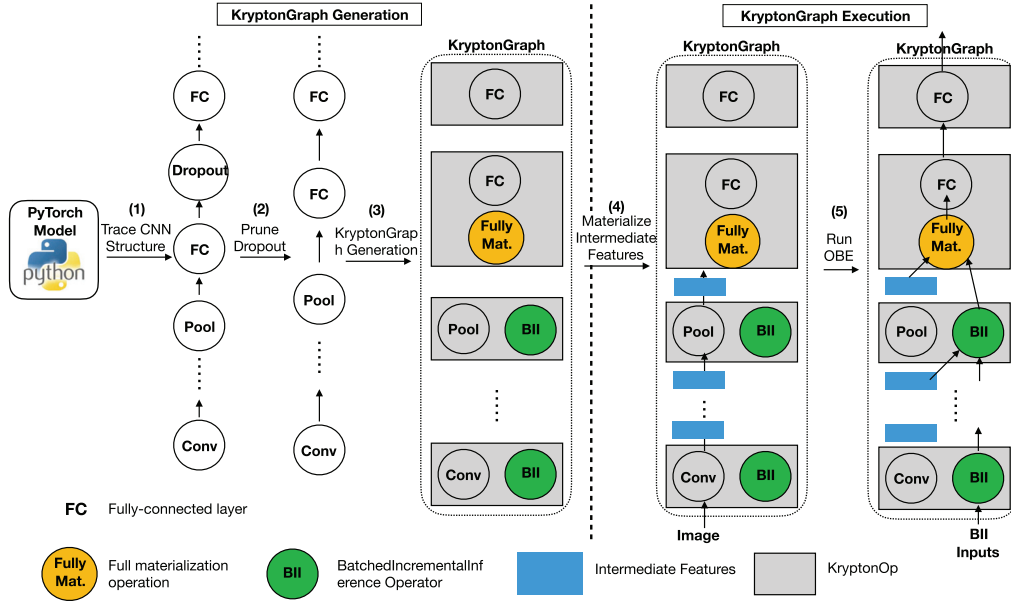 KryptonGraph Generation
KryptonGraph Execution
KryptonGraph
KryptonGraph
KryptonGraph
FC
FC
FC
FC
FC
Dropout
FC
FC
FC
FC
PyTorch
Model
python
(1)
Trace CNN
Structure
(2)
Prune
Dropout
(3)
KryptonGrap
h Generation
(4)
Materialize
Intermediate
Features
(5)
Run
OBE
FC
Fully
Mat.
Fully
Mat.
Fully
Mat.
Pool
Pool
Pool
BII
Pool
BII
Pool
BII
Conv
Conv
Conv
BII
Conv
BII
Conv
BII
Image
BII
Inputs
FC
Fully-connected layer
Fully
Mat.
Full materialization
operation
BII
BatchedIncrementalInf
erence Operator
Intermediate Features
KryptonOp